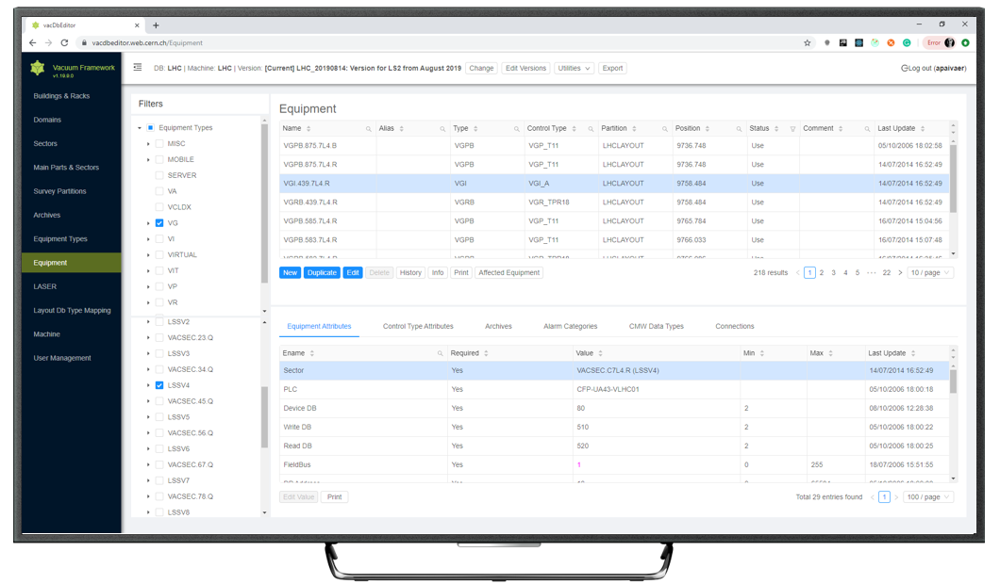 vacDbEditor
vacdbeditor.web.cern.ch/Equipment
Error
Vacuum Framework
v1.19.9.0
DB: LHC | Machine: LHC | Version: [Current] LHC_20190814: Version for LS2 from August 2019 Change Edit Versions Utilities Export
Log out (apaivaer)
Buildings & Racks
Domains
Sectors
Main Parts & Sectors
Survey Partitions
Archives
Equipment Types
Equipment
LASER
Layout Db Type Mapping
Machine
User Management
Filters
Equipment Types
MISC
MOBILE
SERVER
VA
VCLDX
VG
VI
VIRTUAL
VIT
VP
VR
LSSV2
VACSEC.23.Q
LSSV3
VACSEC.34.Q
LSSV4
VACSEC.45.Q
LSSV5
VACSEC.56.Q
LSSV6
VACSEC.67.Q
LSSV7
VACSEC.78.Q
LSSV8
Equipment
Name Alias Type Control Type Partition Position Status Comment Last Update
VGPB.875.7L4.B VGPB VGP_T11 LHCLAYOUT 9736.748 Use 05/10/2006 18:02:58
VGPB.875.7L4.R VGPB VGP_T11 LHCLAYOUT 9736.748 Use 14/07/2014 16:52:49
VGI.439.7L4.R VGI VGI_A LHCLAYOUT 9758.484 Use 14/07/2014 16:52:49
VGRB.439.7L4.R VGRB VGR_TPR18 LHCLAYOUT 9758.484 Use 14/07/2014 16:52:49
VGPB.585.7L4.R VGPB VGP_T11 LHCLAYOUT 9765.784 Use 16/07/2014 15:04:56
VGPB.583.7L4.R VGPB VGP_T11 LHCLAYOUT 9766.033 Use 16/07/2014 15:07:48
New Duplicate Edit Delete History Info Print Affected Equipment
218 results < 1 2 3 4 5 ··· 22 > 10 / page
Equipment Attributes Control Type Attributes Archives Alarm Categories CMW Data Types Connections
Ename Required Value Min Max Last Update
Sector Yes VACSEC.C7L4.R (LSSV4) 14/07/2014 16:52:49
PLC Yes CFP-UA43-VLHC01 05/10/2006 18:00:18
Device DB Yes 80 2 08/10/2006 12:28:38
Write DB Yes 510 2 05/10/2006 18:00:22
Read DB Yes 520 2 05/10/2006 18:00:25
FieldBus Yes 1 0 255 18/07/2006 15:51:55
Edit Value Print
Total 29 entries found < 1 > 100 / page